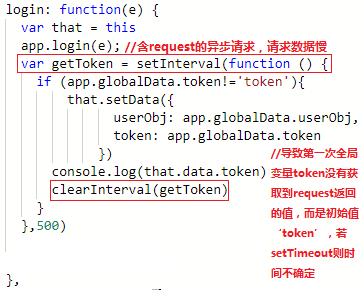 login: function(e) {
var that = this
app.login(e); //含request的异步请求，请求数据慢
var getToken = setInterval(function () {
if (app.globalData.token!='token'){
that.setData({
userObj: app.globalData.userObj,
token: app.globalData.token
})
console.log(that.data.token)
clearInterval(getToken)
}
},500)
},
//导致第一次全局
变量token没有获
取到request返回
的值，而是初始值
‘token’，若
setTimeout则时
间不确定